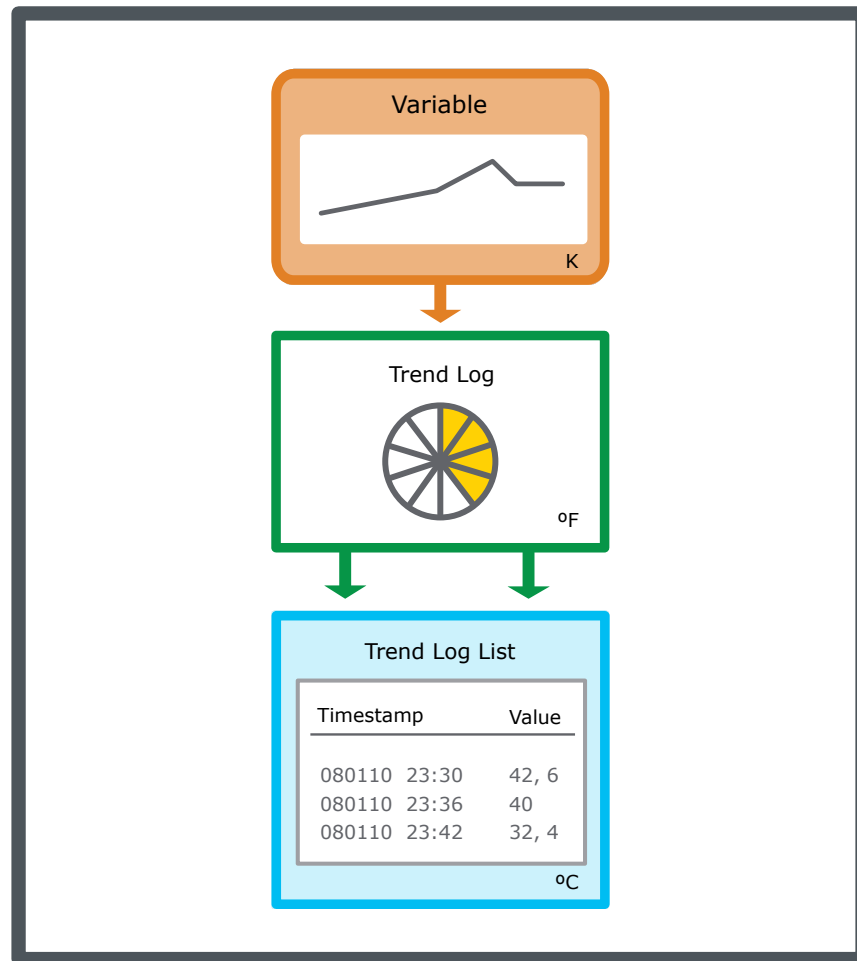 Variable
K
Trend Log
ºF
Trend Log List
Timestamp Value
080110 23:30 42, 6
080110 23:36 40
080110 23:42 32, 4
ºC